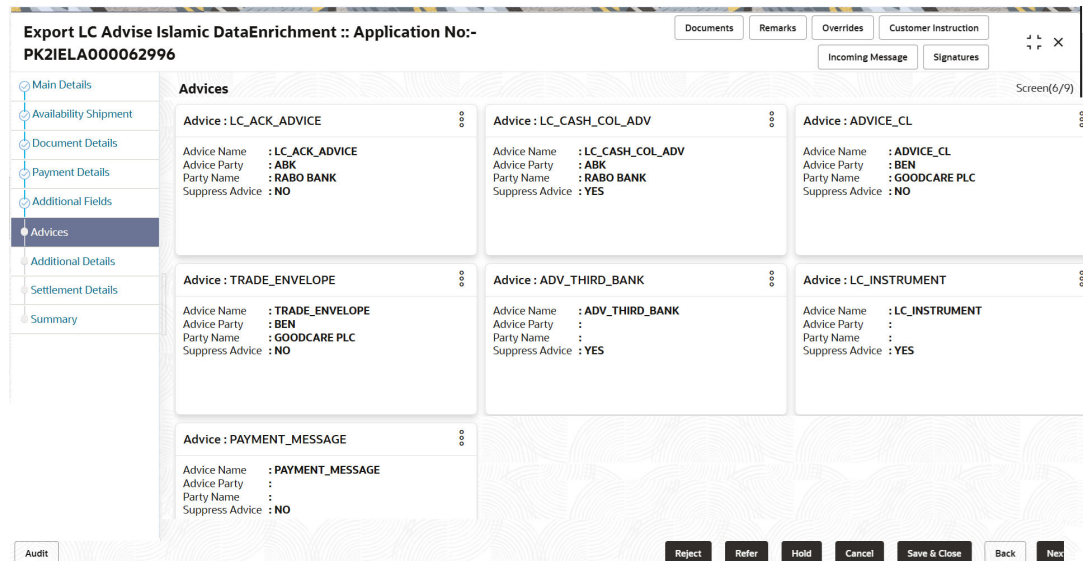 Export LC Advise Islamic DataEnrichment :: Application No:-
PK2IELA000062996
Documents
Remarks
Overrides
Customer Instruction
Incoming Message
Signatures
Main Details
Availability Shipment
Document Details
Payment Details
Additional Fields
Advices
Additional Details
Settlement Details
Summary
Advices
Screen(6/9)
Advice : LC_ACK_ADVICE
Advice Name : LC_ACK_ADVICE
Advice Party : ABK
Party Name : RABO BANK
Suppress Advice : NO
Advice : LC_CASH_COL_ADV
Advice Name : LC_CASH_COL_ADV
Advice Party : ABK
Party Name : RABO BANK
Suppress Advice : YES
Advice : ADVICE_CL
Advice Name : ADVICE_CL
Advice Party : BEN
Party Name : GOODCARE PLC
Suppress Advice : NO
Advice : TRADE_ENVELOPE
Advice Name : TRADE_ENVELOPE
Advice Party : BEN
Party Name : GOODCARE PLC
Suppress Advice : NO
Advice : ADV_THIRD_BANK
Advice Name : ADV_THIRD_BANK
Advice Party :
Party Name :
Suppress Advice : YES
Advice : LC_INSTRUMENT
Advice Name : LC_INSTRUMENT
Advice Party :
Party Name :
Suppress Advice : YES
Advice : PAYMENT_MESSAGE
Advice Name : PAYMENT_MESSAGE
Advice Party :
Party Name :
Suppress Advice : NO
Audit
Reject
Refer
Hold
Cancel
Save & Close
Back
Nex